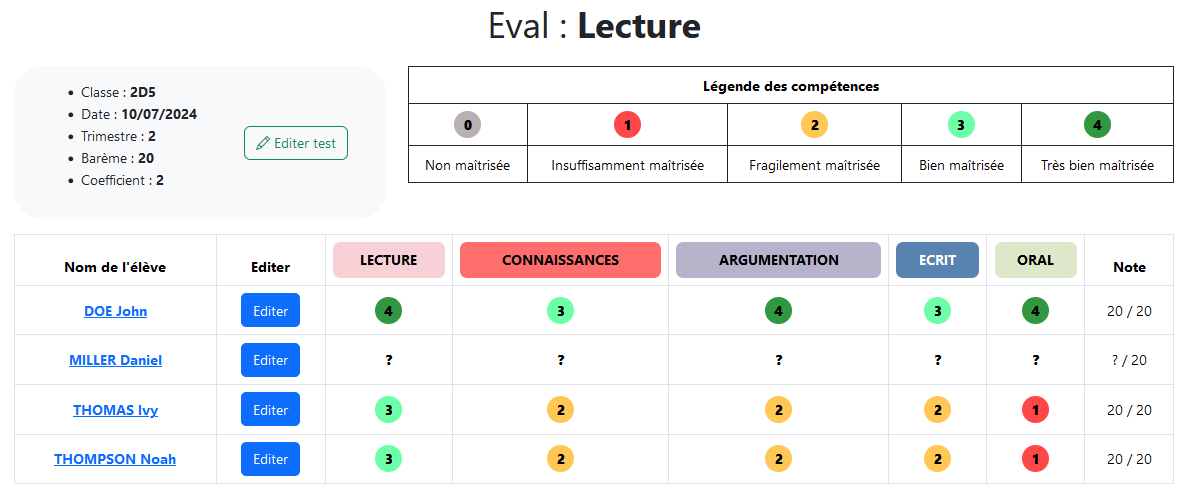 Eval : Lecture
Classe : 2D5
Date : 10/07/2024
Trimestre : 2
Barème : 20
Coefficient : 2
Editer test
Légende des compétences
0 1 2 3 4
Non maîtrisée Insuffisamment maîtrisée Fragilement maîtrisée Bien maîtrisée Très bien maîtrisée
Nom de l'élève Editer LECTURE CONNAISSANCES ARGUMENTATION ECRIT ORAL Note
DOE John Editer 4 3 4 3 4 20 / 20
MILLER Daniel Editer ? ? ? ? ? ? / 20
THOMAS Ivy Editer 3 2 2 2 1 20 / 20
THOMPSON Noah Editer 3 2 2 2 1 20 / 20